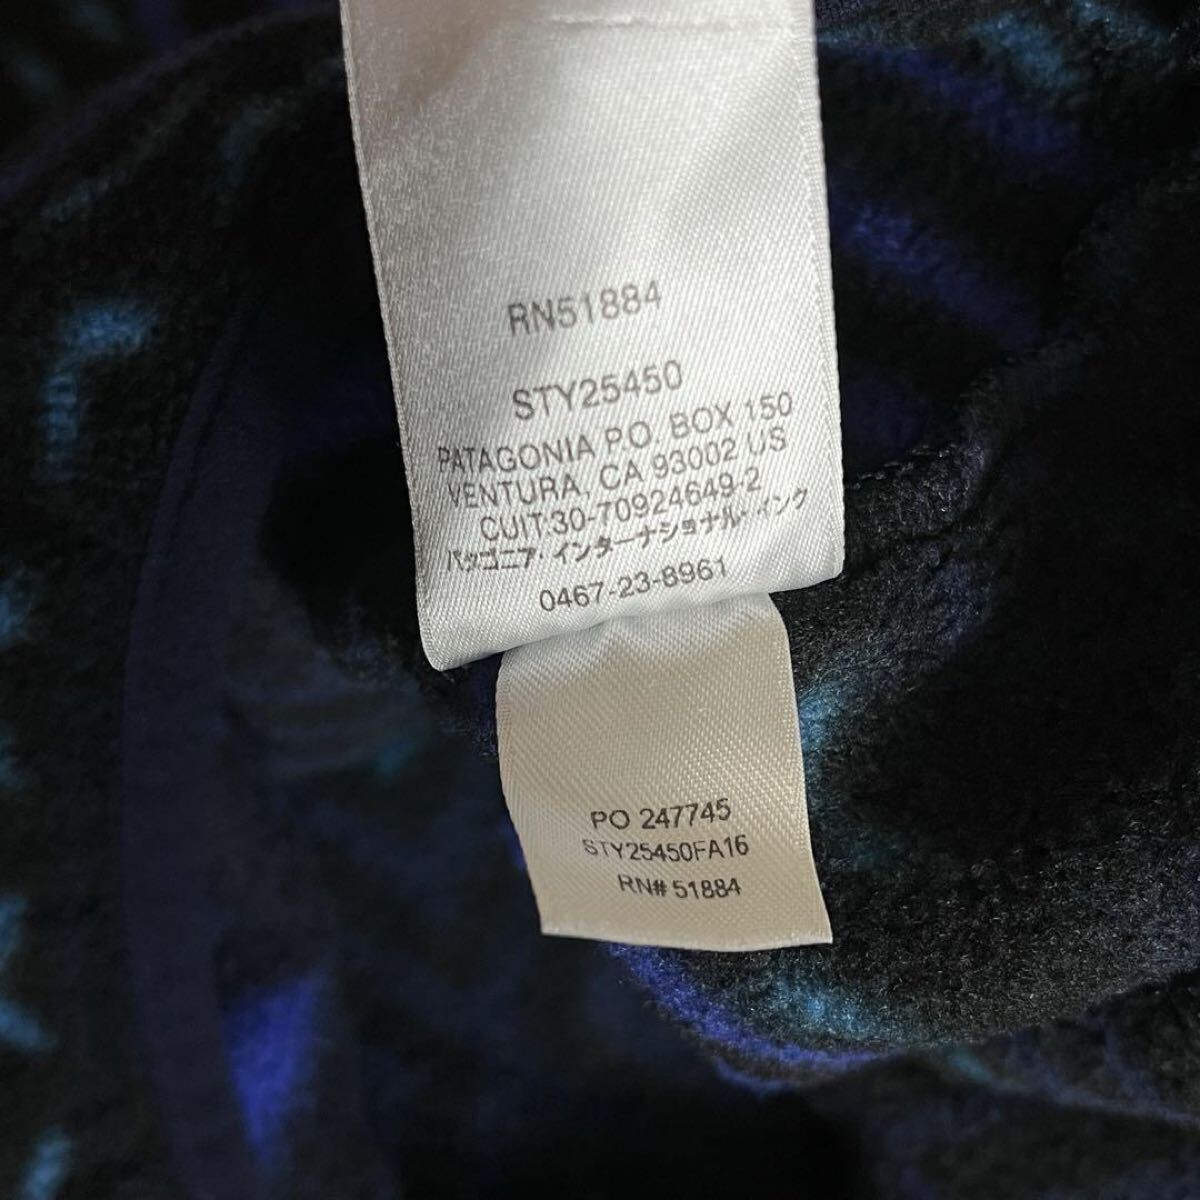 RN51884
STY25450
PATAGONIA P.O. BOX 150
VENTURA, CA 93002 US
CUIT:30-70924649-2
パタゴニア・インターナショナル・インク
0467-23-8961
PO 247745
STY25450FA16
RN# 51884